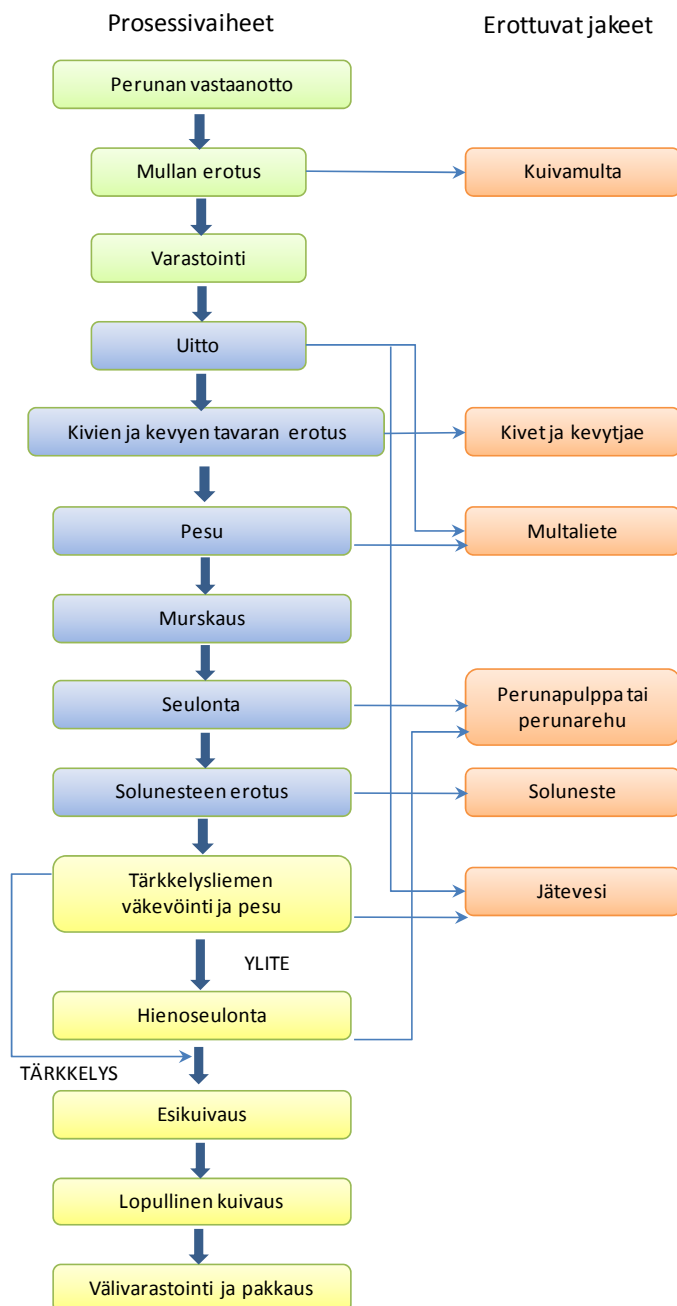 Prosessivaiheet
Erottuvat jakeet
Perunan vastaanotto
Mullan erotus
Kuivamulta
Varastointi
Uitto
Kivien ja kevyen tavaran erotus
Kivet ja kevytjae
Pesu
Multaliete
Murskaus
Seulonta
Perunapulppa tai
perunarehu
Solunesteen erotus
Soluneste
Tärkkelysliemen
väkevöinti ja pesu
Jätevesi
YLITE
Hienoseulonta
TÄRKKELYS
Esikuivaus
Lopullinen kuivaus
Välivarastointi ja pakkaus